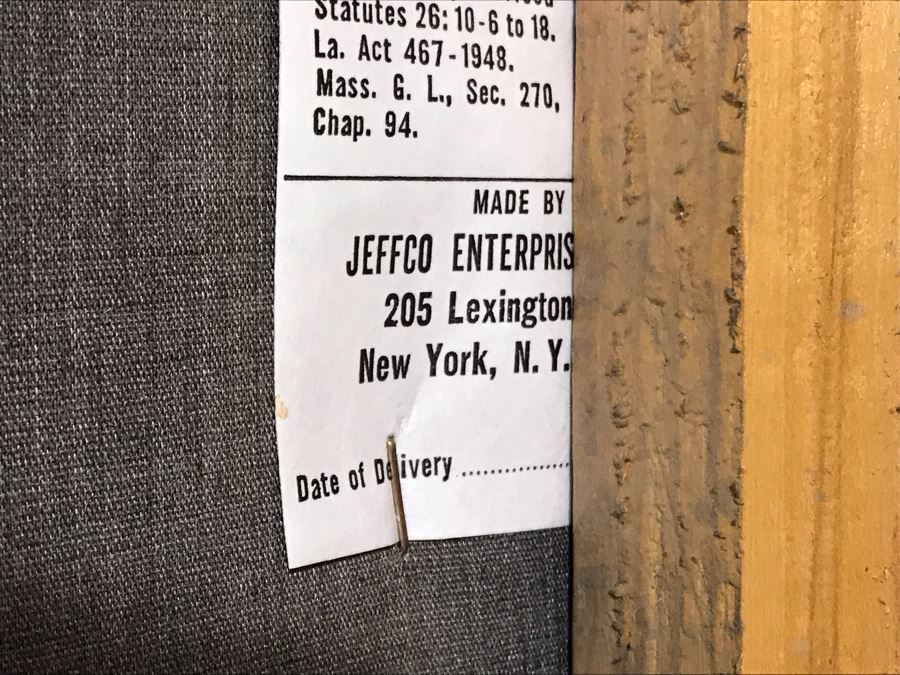 Statutes 26: 10-6 to 18.
La. Act 467-1948.
Mass. G. L., Sec. 270,
Chap. 94.
MADE BY
JEFFCO ENTERPRIS
205 Lexington
New York, N. Y.
Date of Delivery ................